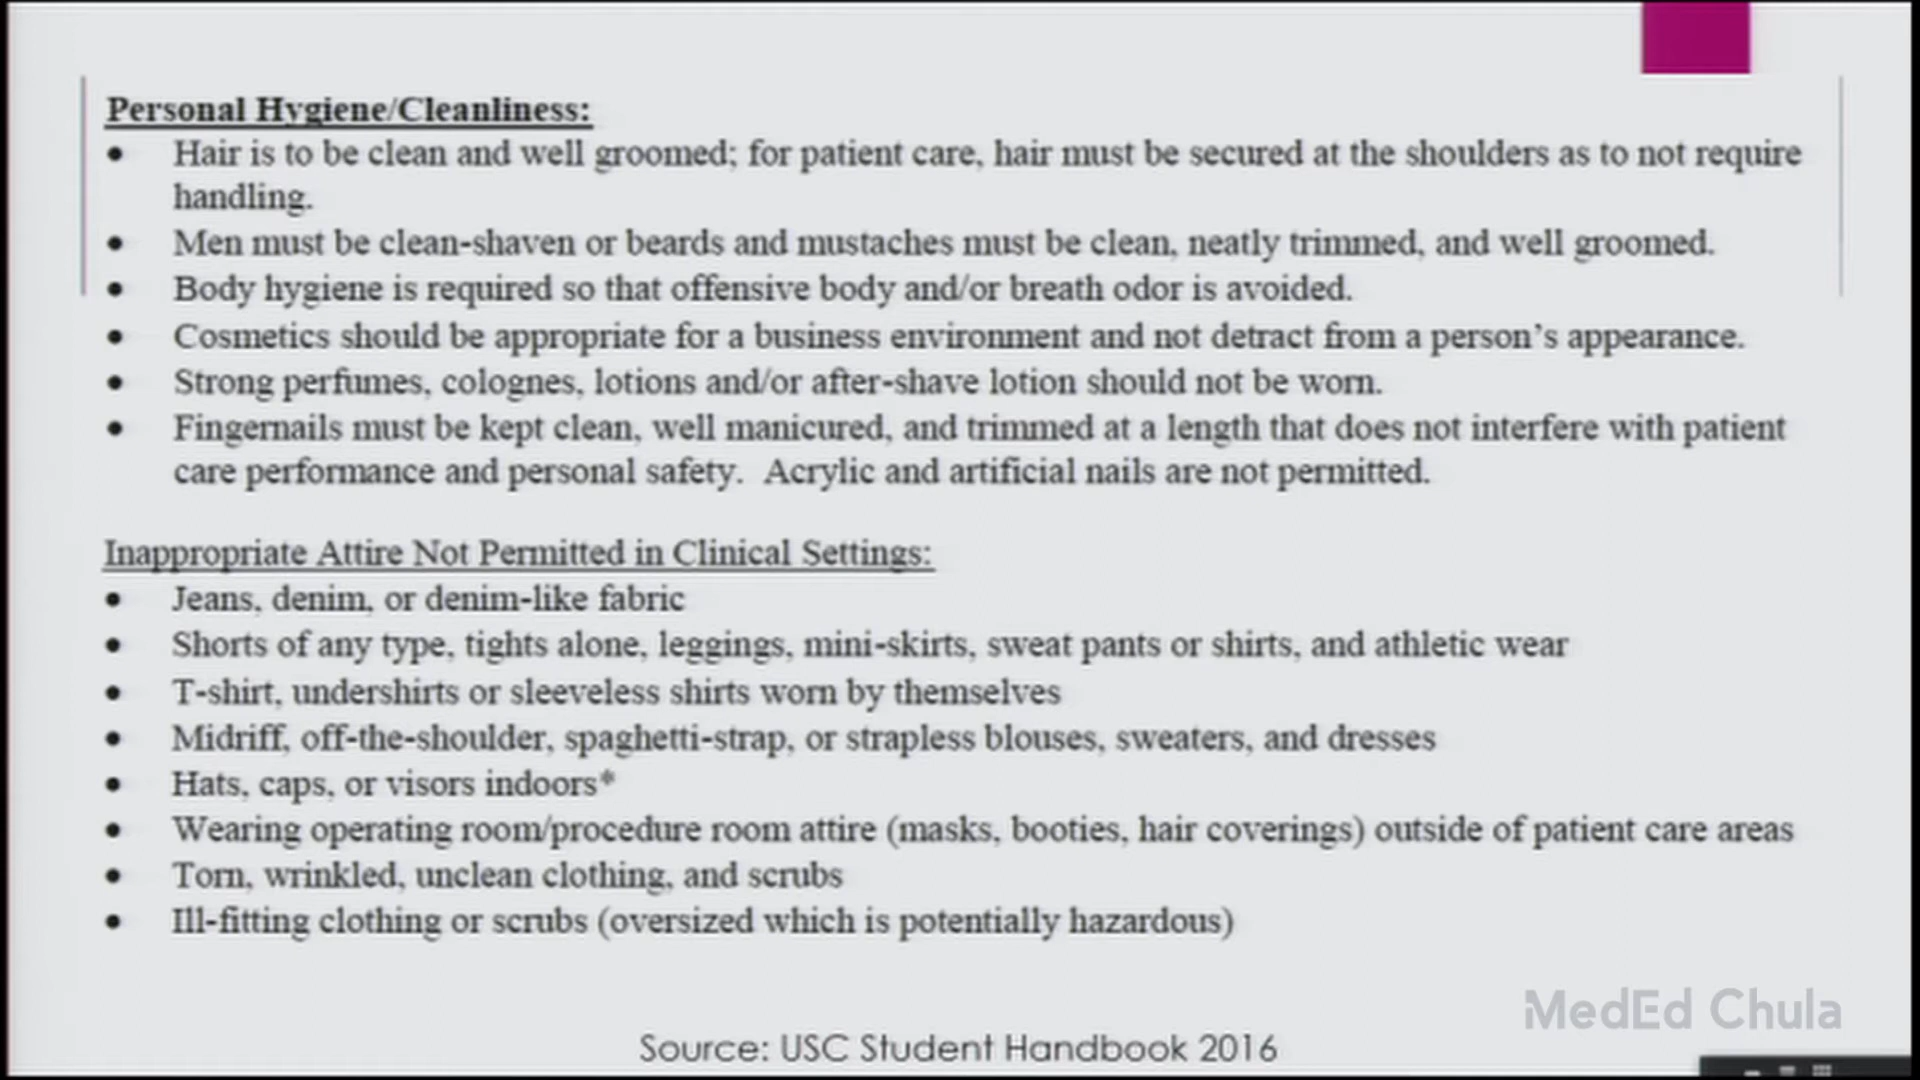 Personal Hygiene/Cleanliness:
• Hair is to be clean and well groomed; for patient care, hair must be secured at the shoulders as to not require
handling.
• Men must be clean-shaven or beards and mustaches must be clean, neatly trimmed, and well groomed.
• Body hygiene is required so that offensive body and/or breath odor is avoided.
• Cosmetics should be appropriate for a business environment and not detract from a person’s appearance.
• Strong perfumes, colognes, lotions and/or after-shave lotion should not be worn.
• Fingernails must be kept clean, well manicured, and trimmed at a length that does not interfere with patient
care performance and personal safety.  Acrylic and artificial nails are not permitted.
Inappropriate Attire Not Permitted in Clinical Settings:
• Jeans, denim, or denim-like fabric
• Shorts of any type, tights alone, leggings, mini-skirts, sweat pants or shirts, and athletic wear
• T-shirt, undershirts or sleeveless shirts worn by themselves
• Midriff, off-the-shoulder, spaghetti-strap, or strapless blouses, sweaters, and dresses
• Hats, caps, or visors indoors*
• Wearing operating room/procedure room attire (masks, booties, hair coverings) outside of patient care areas
• Torn, wrinkled, unclean clothing, and scrubs
• Ill-fitting clothing or scrubs (oversized which is potentially hazardous)
MedEd Chula
Source: USC Student Handbook 2016